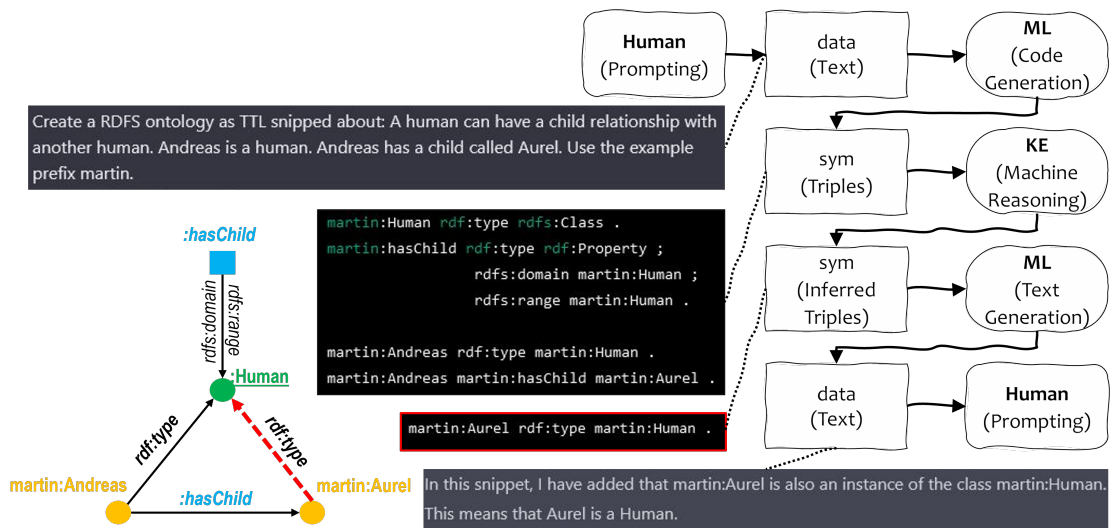 Human
(Prompting)
data
(Text)
ML
(Code
Generation)
Create a RDFS ontology as TTL snipped about: A human can have a child relationship with
another human. Andreas is a human. Andreas has a child called Aurel. Use the example
prefix martin.
sym
(Triples)
KE
(Machine
Reasoning)
martin:Human rdf:type rdfs:Class .
martin:hasChild rdf:type rdf:Property ;
rdfs:domain martin:Human ;
rdfs:range martin:Human .
martin:Andreas rdf:type martin:Human .
martin:Andreas martin:hasChild martin:Aurel .
sym
(Inferred
Triples)
ML
(Text
Generation)
:hasChild
rdfs:domain
rdfs:range
:Human
rdf:type
rdf:type
martin:Andreas
:hasChild
martin:Aurel
martin:Aurel rdf:type martin:Human .
data
(Text)
Human
(Prompting)
In this snippet, I have added that martin:Aurel is also an instance of the class martin:Human.
This means that Aurel is a Human.